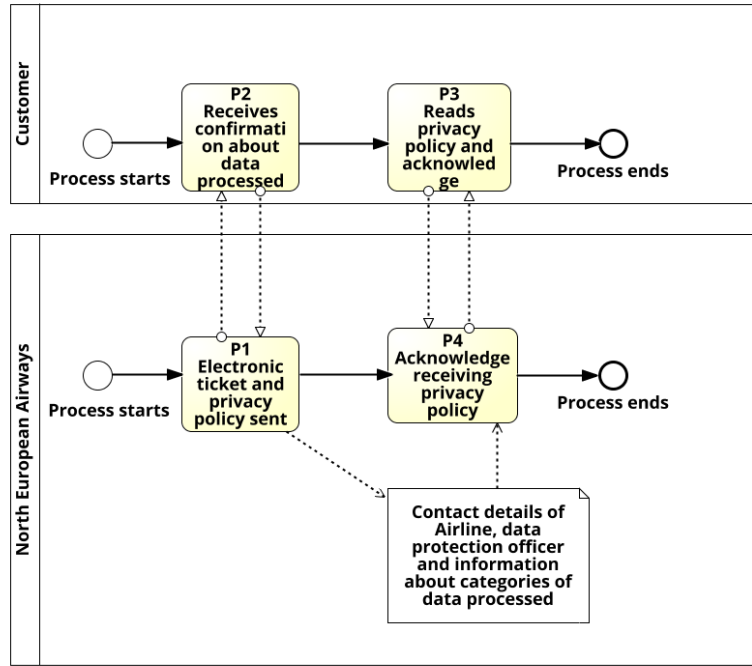 Customer
P2
Receives
confirmati
on about
data
processed
P3
Reads
privacy
policy and
acknowled
ge
Process starts
Process ends
North European Airways
P1
Electronic
ticket and
privacy
policy sent
P4
Acknowledge
receiving
privacy
policy
Process starts
Process ends
Contact details of
Airline, data
protection officer
and information
about categories of
data processed